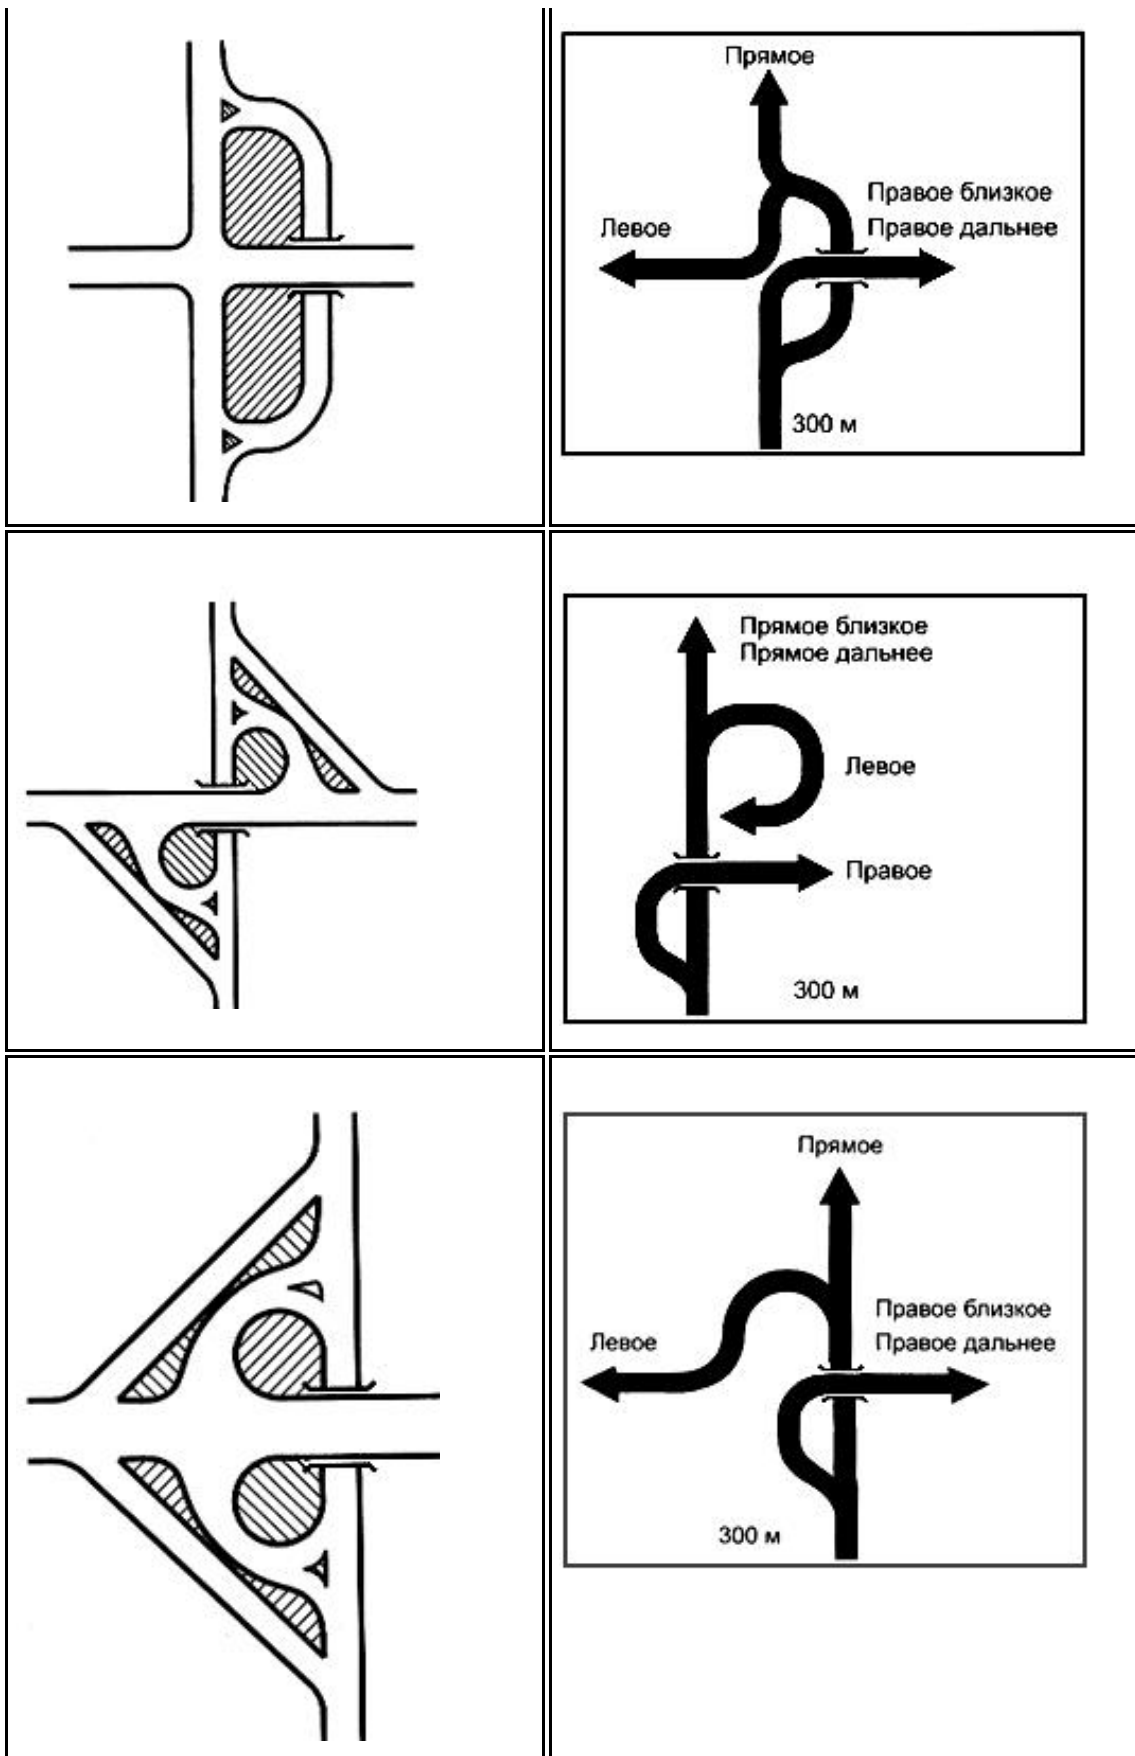 Прямое
Правое близкое
Левое
Правое дальнее
300 м
Прямое близкое
Прямое дальнее
Левое
Правое
300 м
Прямое
Правое близкое
Левое
Правое дальнее
300 м